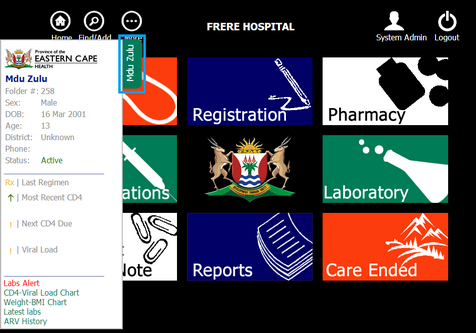 Home
Find/Add
FRERE HOSPITAL
System Admin
Logout
Mdu Zulu
Province of the
EASTERN CAPE
HEALTH
Mdu Zulu
Folder #: 258
Sex: Male
DOB: 16 Mar 2001
Age: 13
District: Unknown
Phone:
Status: Active
Rx | Last Regimen
↑ | Most Recent CD4
! | Next CD4 Due
! | Viral Load
Labs Alert
CD4-Viral Load Chart
Weight-BMI Chart
Latest labs
ARV History
Registration
Pharmacy
ations
Laboratory
Note
Reports
Care Ended